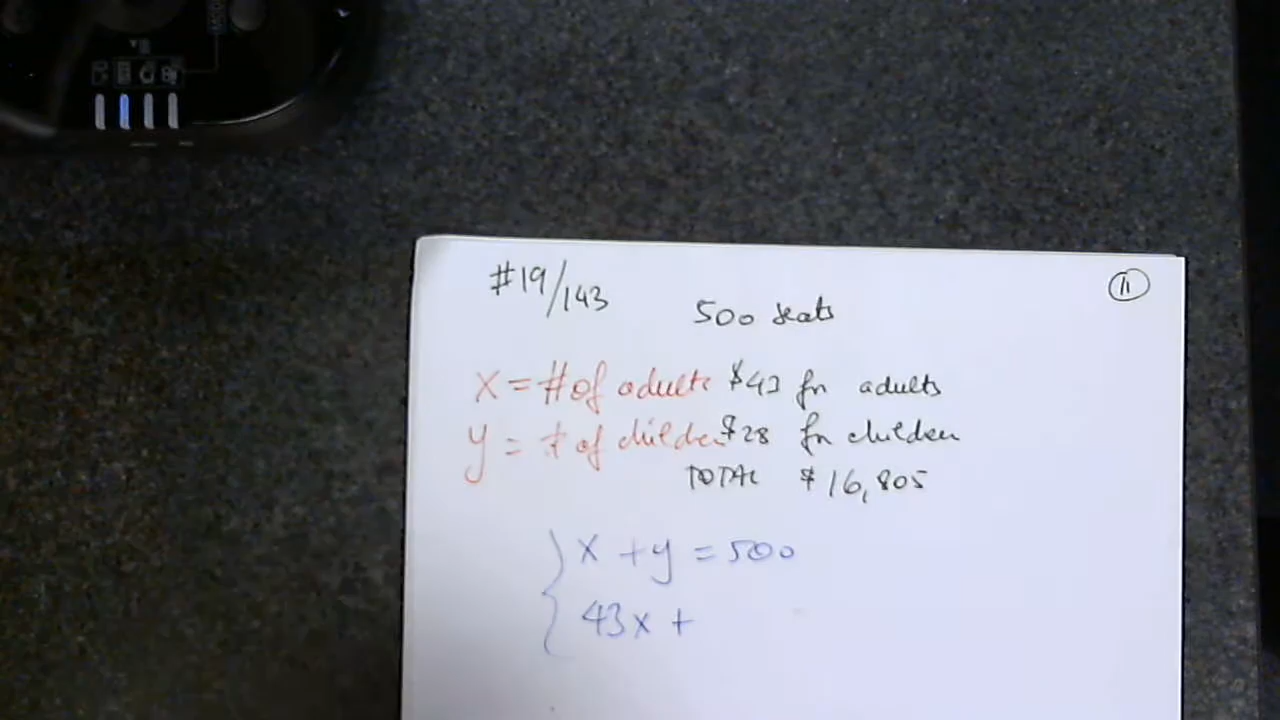 #19/143
500 seats
11
x = # of adults $43 for adults
y = # of children $28 for children
TOTAL $16,805
x + y = 500
43x +